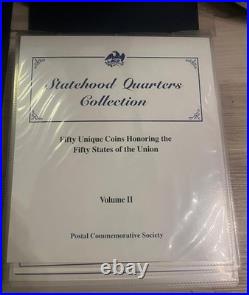 Statehood Quarters
Collection
Fifty Unique Coins Honoring the
Fifty States of the Union
Volume II
Postal Commemorative Society